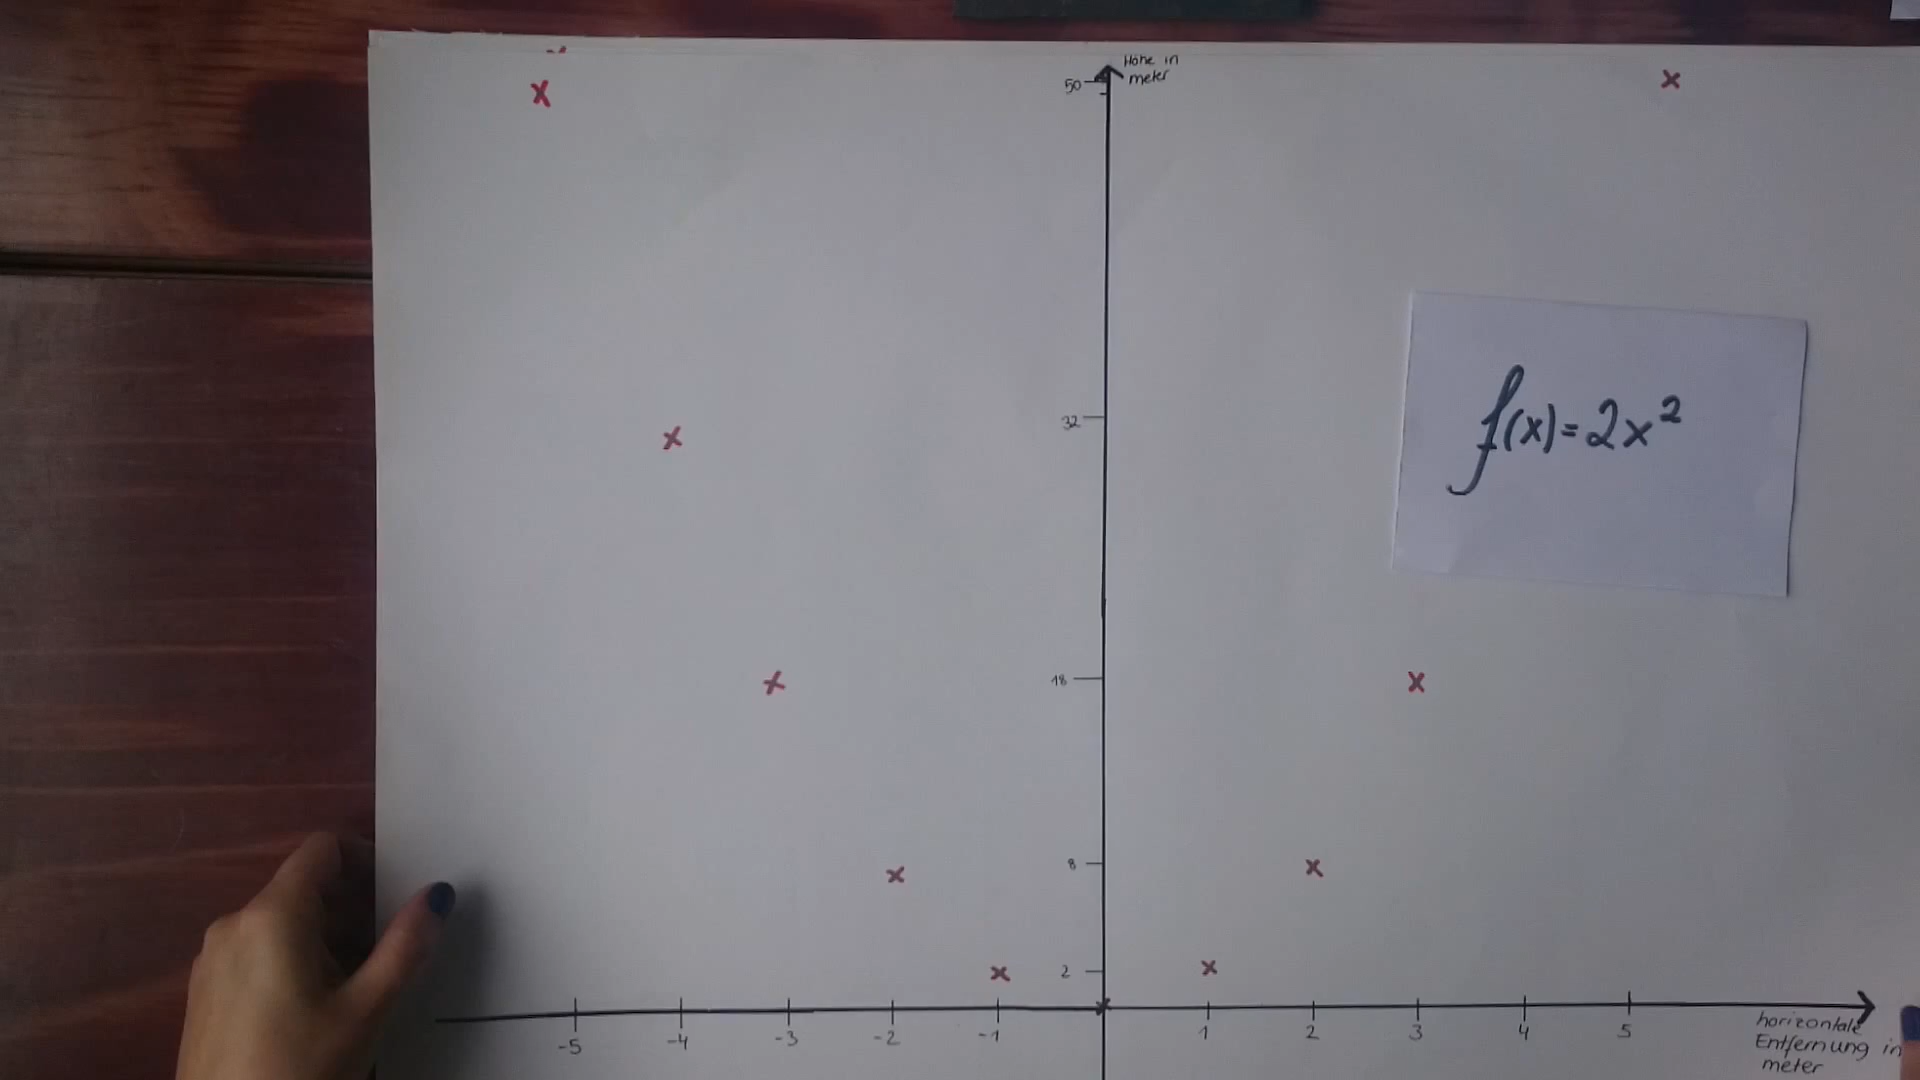 Höhe in
meter
50
32
18
8
2
f(x)=2x²
-5 -4 -3 -2 -1 1 2 3 4 5
horizontale
Entfernung in
meter